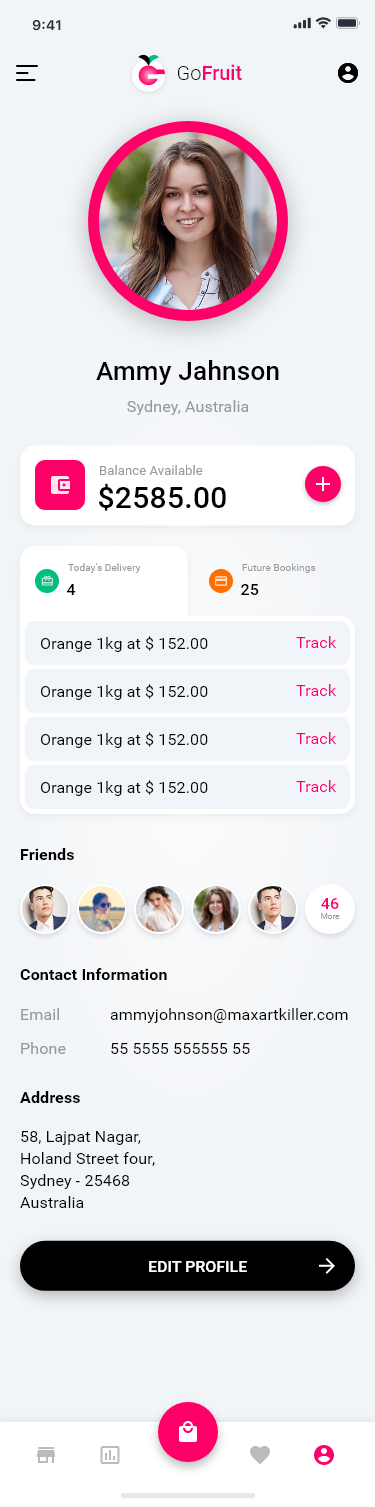 9:41
GoFruit
Ammy Jahnson
Sydney, Australia
Balance Available
$2585.00
Today's Delivery
4
Future Bookings
25
Orange 1kg at $ 152.00 Track
Orange 1kg at $ 152.00 Track
Orange 1kg at $ 152.00 Track
Orange 1kg at $ 152.00 Track
Friends
46
More
Contact Information
Email ammyjohnson@maxartkiller.com
Phone 55 5555 555555 55
Address
58, Lajpat Nagar,
Holand Street four,
Sydney - 25468
Australia
EDIT PROFILE